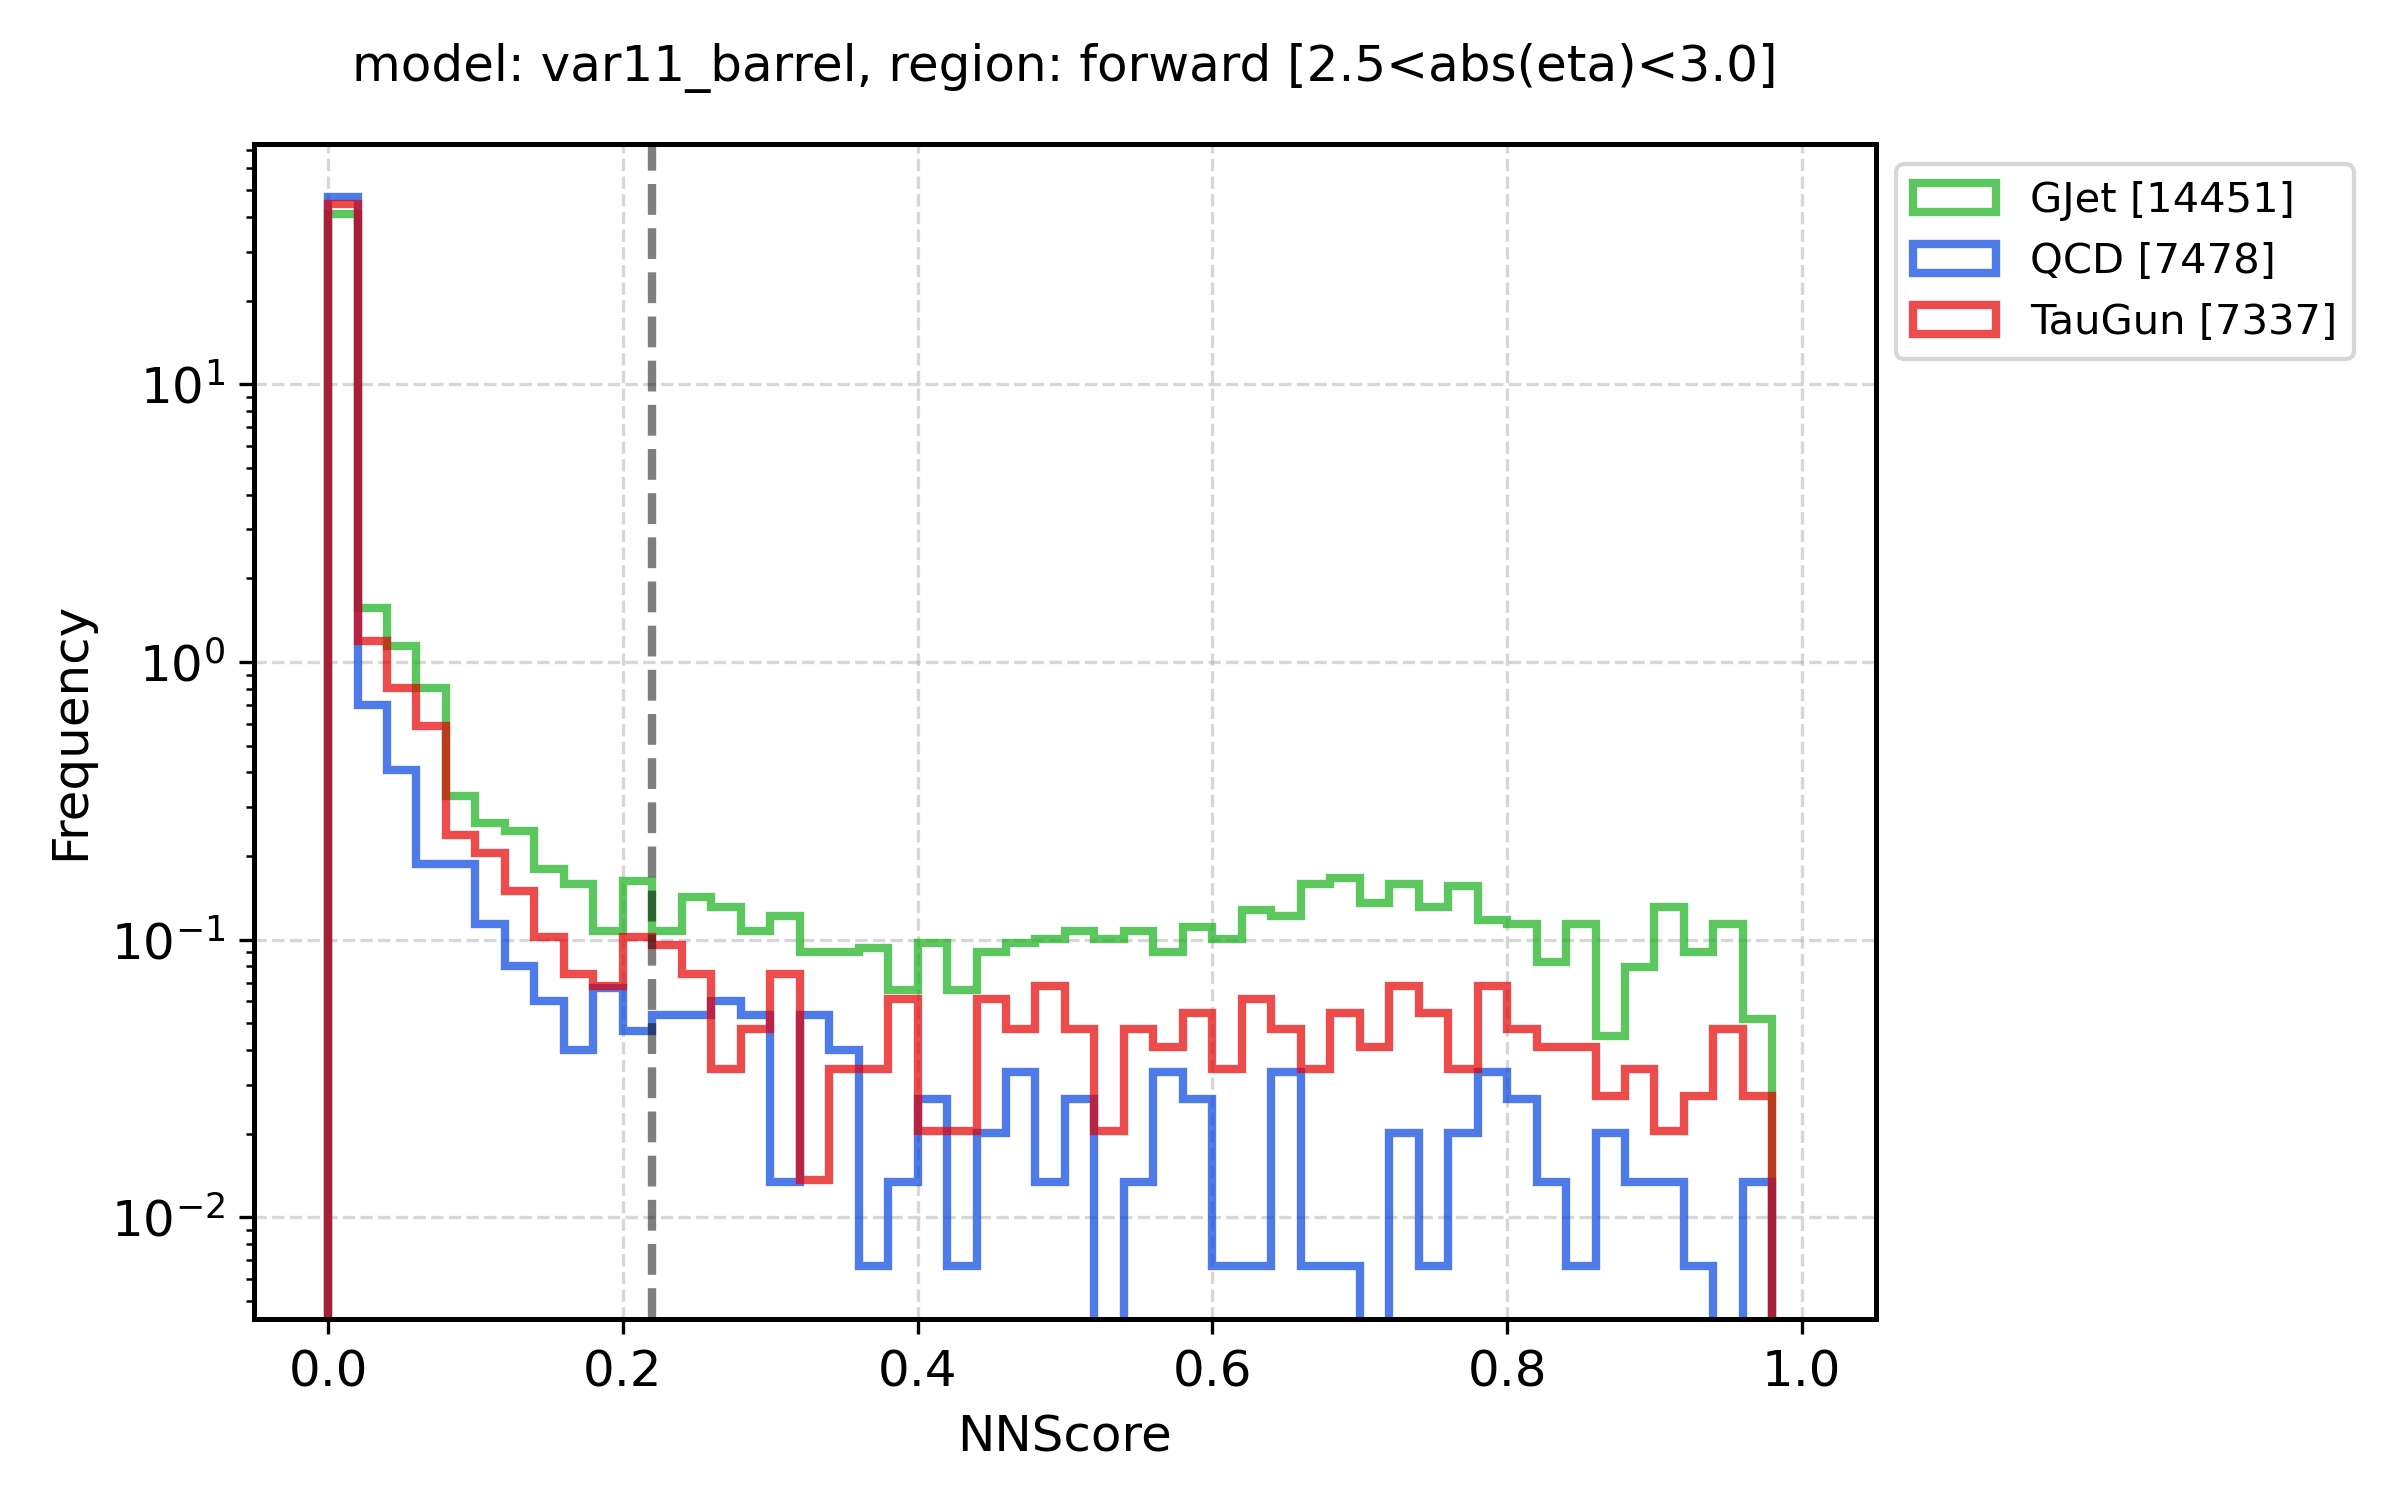 model: var11_barrel, region: forward [2.5<abs(eta)<3.0]
GJet [14451]
QCD [7478]
TauGun [7337]
Frequency
10¹
10⁰
10⁻¹
10⁻²
0.0 0.2 0.4 0.6 0.8 1.0
NNScore